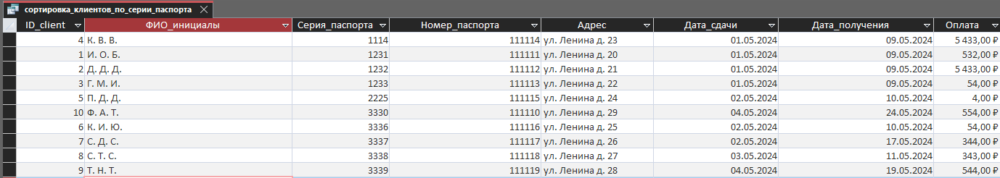 сортировка_клиентов_по_серии_паспорта
ID_client ФИО_инициалы Серия_паспорта Номер_паспорта Адрес Дата_сдачи Дата_получения Оплата
4 К. В. В. 1114 111114 ул. Ленина д. 23 01.05.2024 09.05.2024 5 433,00 ₽
1 И. О. Б. 1231 111111 ул. Ленина д. 20 01.05.2024 09.05.2024 532,00 ₽
2 Д. Д. Д. 1232 111112 ул. Ленина д. 21 01.05.2024 09.05.2024 5 433,00 ₽
3 Г. М. И. 1233 111113 ул. Ленина д. 22 01.05.2024 09.05.2024 54,00 ₽
5 П. Д. Д. 2225 111115 ул. Ленина д. 24 02.05.2024 10.05.2024 4,00 ₽
10 Ф. А. Т. 3330 111110 ул. Ленина д. 29 04.05.2024 24.05.2024 554,00 ₽
6 К. И. Ю. 3336 111116 ул. Ленина д. 25 02.05.2024 10.05.2024 54,00 ₽
7 С. Д. С. 3337 111117 ул. Ленина д. 26 02.05.2024 17.05.2024 344,00 ₽
8 С. Т. С. 3338 111118 ул. Ленина д. 27 03.05.2024 11.05.2024 343,00 ₽
9 Т. Н. Т. 3339 111119 ул. Ленина д. 28 04.05.2024 19.05.2024 544,00 ₽